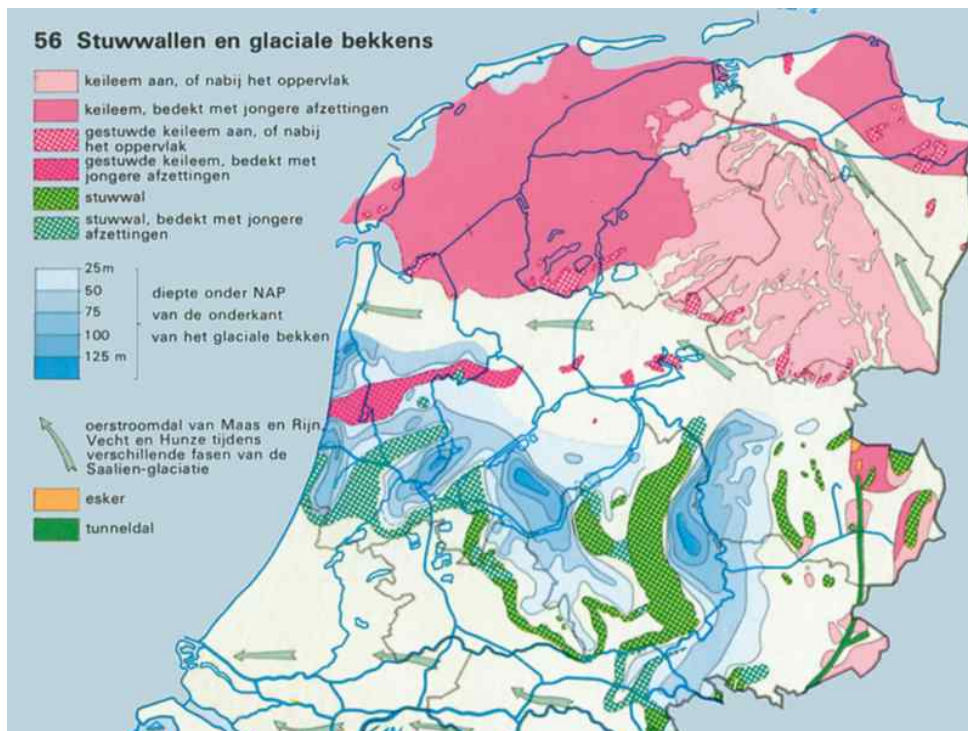 56 Stuwwallen en glaciale bekkens
keileem aan, of nabij het oppervlak
keileem, bedekt met jongere afzettingen
gestuwde keileem aan, of nabij
het oppervlak
gestuwde keileem, bedekt met
jongere afzettingen
stuwwal
stuwwal, bedekt met jongere
afzettingen
25m
50
75
100
125 m
diepte onder NAP
van de onderkant
van het glaciale bekken
oerstroomdal van Maas en Rijn,
Vecht en Hunze tijdens
verschillende fasen van de
Saalien-glaciatie
esker
tunneldal